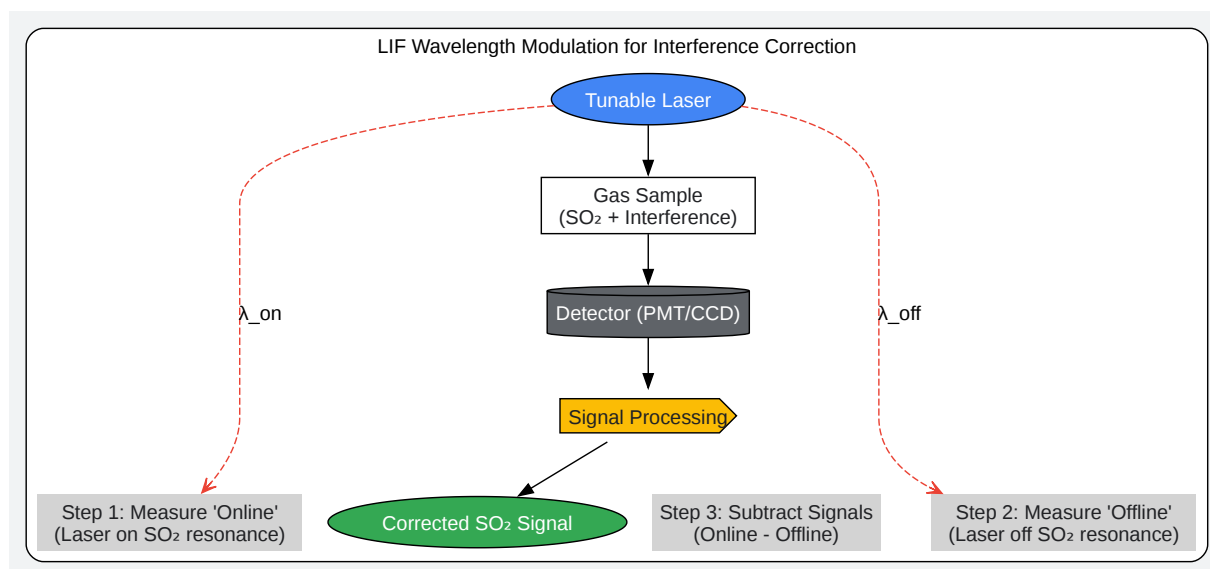 LIF Wavelength Modulation for Interference Correction
Tunable Laser
Gas Sample
(SO₂ + Interference)
Detector (PMT/CCD)
λ_on
λ_off
Signal Processing
Step 1: Measure 'Online'
(Laser on SO₂ resonance)
Corrected SO₂ Signal
Step 3: Subtract Signals
(Online - Offline)
Step 2: Measure 'Offline'
(Laser off SO₂ resonance)